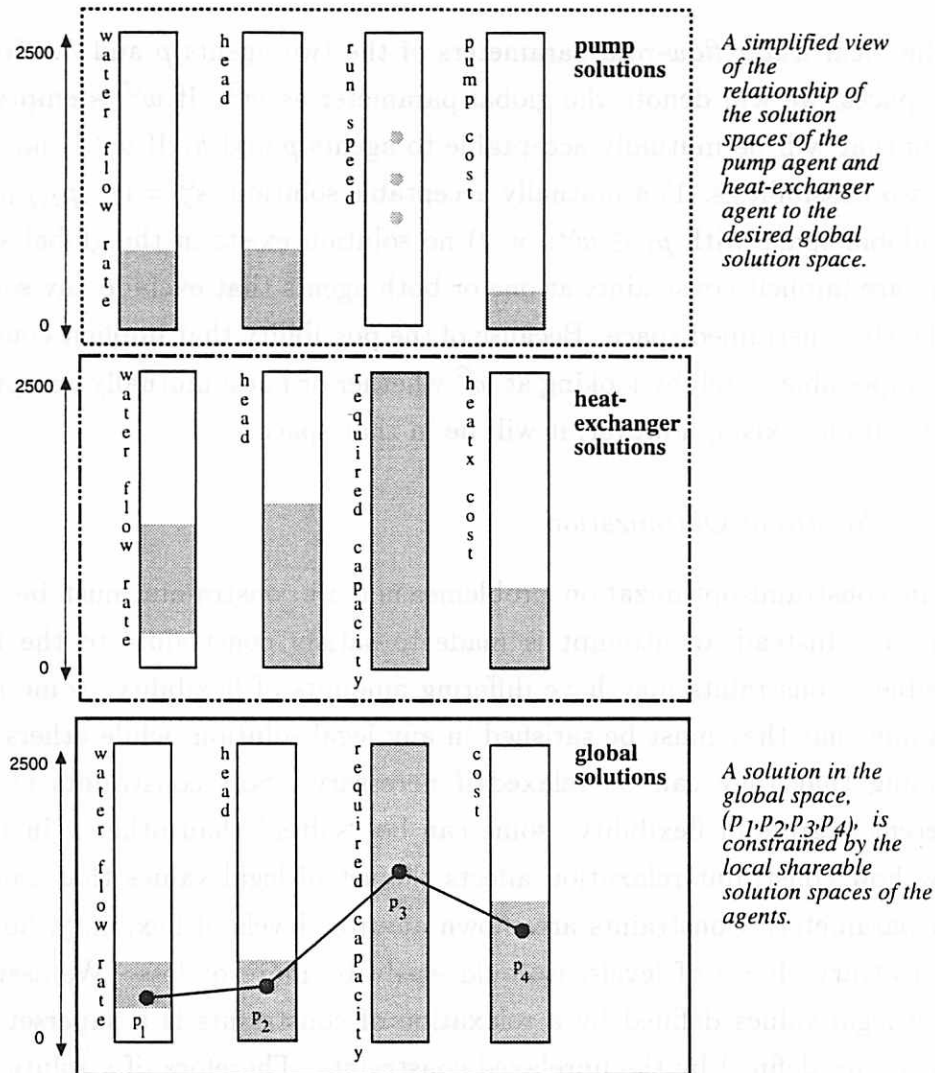 2500
0
water flow rate
head
run speed
pump cost
pump
solutions
A simplified view
of the
relationship of
the solution
spaces of the
pump agent and
heat-exchanger
agent to the
desired global
solution space.
2500
0
water flow rate
head
required capacity
heatx cost
heat-
exchanger
solutions
2500
0
water flow rate
head
required capacity
cost
global
solutions
p1
p2
p3
p4
A solution in the
global space,
(p1,p2,p3,p4), is
constrained by the
local shareable
solution spaces of the
agents.